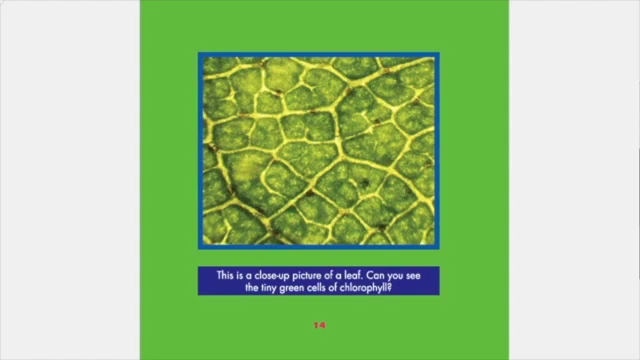 This is a close-up picture of a leaf. Can you see
the tiny green cells of chlorophyll?
14